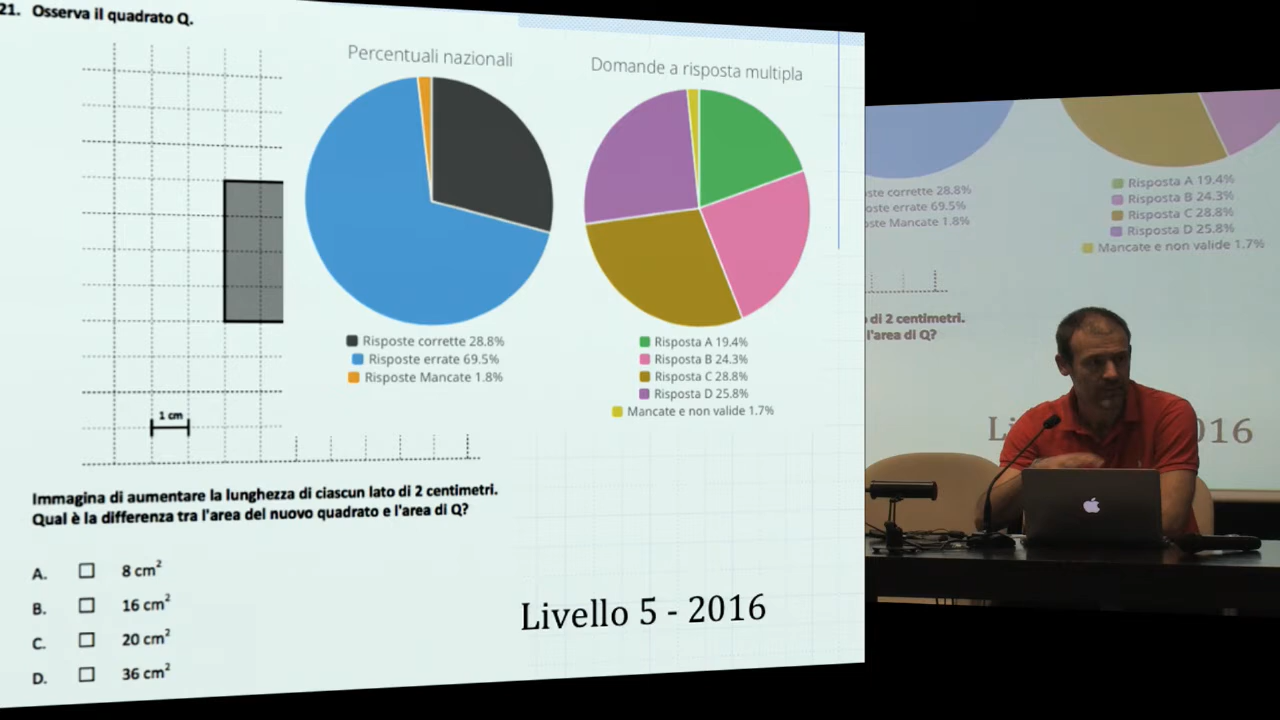 21. Osserva il quadrato Q.
Percentuali nazionali
Domande a risposta multipla
Risposte corrette 28.8%
Risposte errate 69.5%
Risposte Mancate 1.8%
Risposta A 19.4%
Risposta B 24.3%
Risposta C 28.8%
Risposta D 25.8%
Mancate e non valide 1.7%
1 cm
Immagina di aumentare la lunghezza di ciascun lato di 2 centimetri.
Qual è la differenza tra l'area del nuovo quadrato e l'area di Q?
A. 8 cm²
B. 16 cm²
C. 20 cm²
D. 36 cm²
Livello 5 - 2016
ste corrette 28.8%
oste errate 69.5%
oste Mancate 1.8%
Risposta A 19.4%
Risposta B 24.3%
Risposta C 28.8%
Risposta D 25.8%
Mancate e non valide 1.7%
di 2 centimetri.
l'area di Q?
Li
016